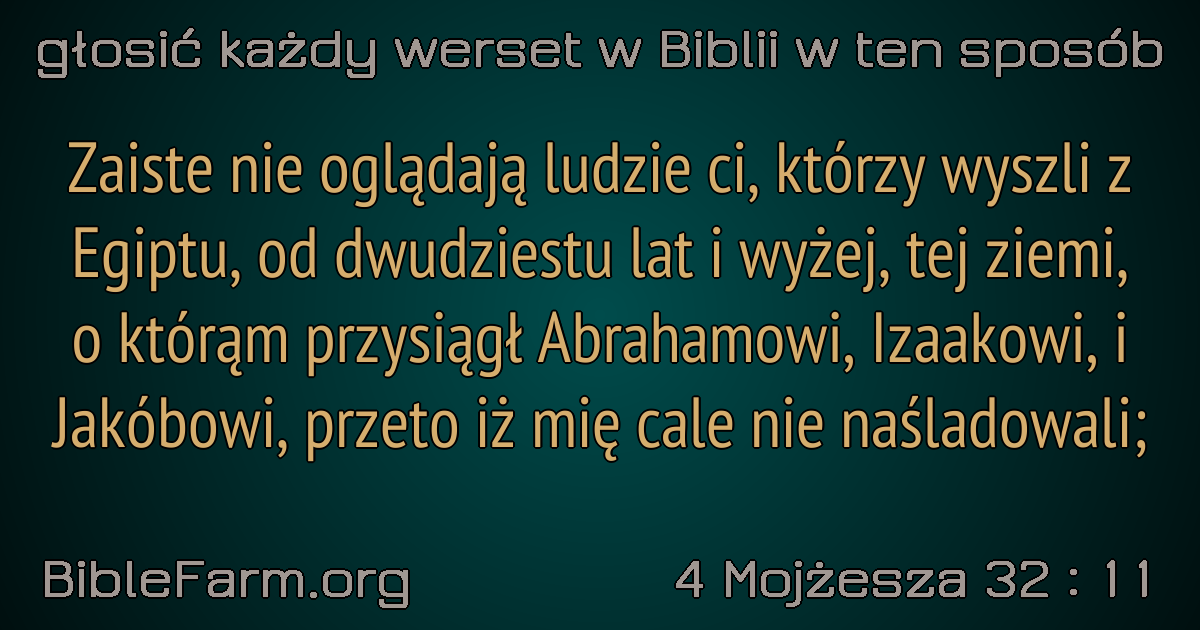 głosić każdy werset w Biblii w ten sposób
Zaiste nie oglądają ludzie ci, którzy wyszli z
Egiptu, od dwudziestu lat i wyżej, tej ziemi,
o którąm przysiągł Abrahamowi, Izaakowi, i
Jakóbowi, przeto iż mię cale nie naśladowali;
BibleFarm.org
4 Mojżesza 32 : 11